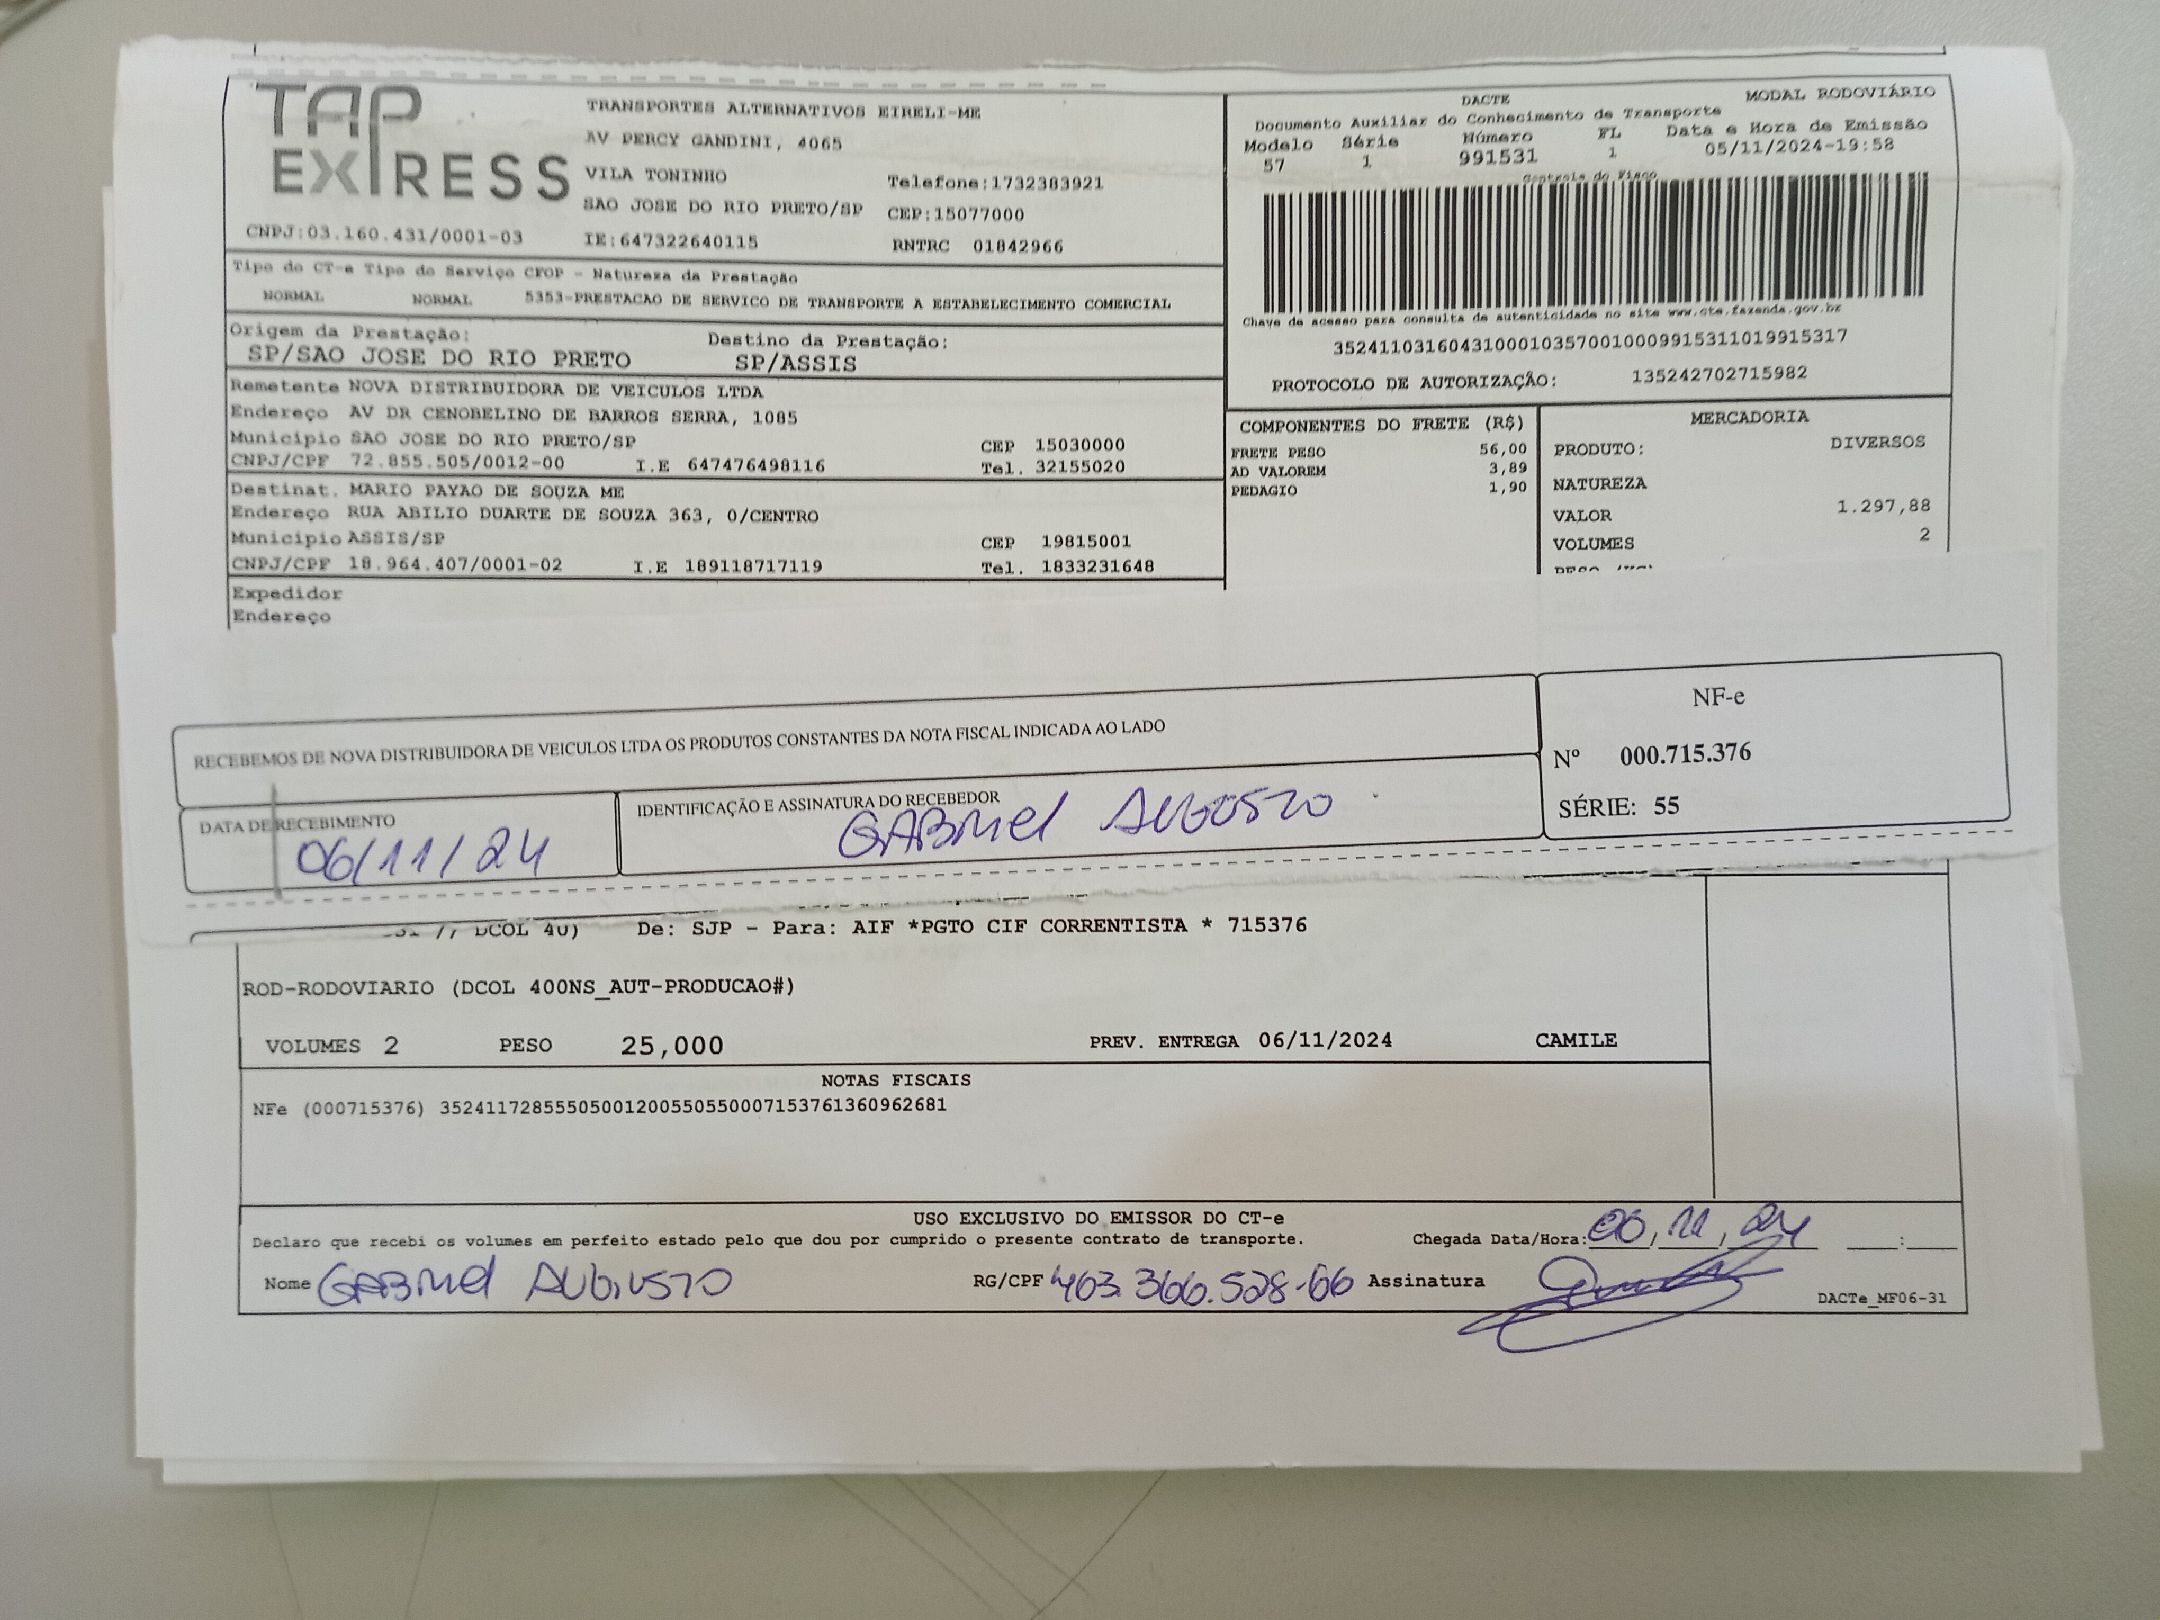 TAP EXPRESS
TRANSPORTES ALTERNATIVOS EIRELI-ME
AV PERCY GANDINI, 4065
VILA TONINHO Telefone:1732383921
SAO JOSE DO RIO PRETO/SP CEP:15077000
CNPJ:03.160.431/0001-03 IE:647322640115 RNTRC 01842966
Tipo do CT-e Tipo do Serviço CFOP - Natureza da Prestação
NORMAL NORMAL 5353-PRESTACAO DE SERVICO DE TRANSPORTE A ESTABELECIMENTO COMERCIAL
Origem da Prestação: Destino da Prestação:
SP/SAO JOSE DO RIO PRETO SP/ASSIS
Remetente NOVA DISTRIBUIDORA DE VEICULOS LTDA
Endereço AV DR CENOBELINO DE BARROS SERRA, 1085
Município SAO JOSE DO RIO PRETO/SP CEP 15030000
CNPJ/CPF 72.855.505/0012-00 I.E 647476498116 Tel. 32155020
Destinat. MARIO PAYAO DE SOUZA ME
Endereço RUA ABILIO DUARTE DE SOUZA 363, 0/CENTRO
Município ASSIS/SP CEP 19815001
CNPJ/CPF 18.964.407/0001-02 I.E 189118717119 Tel. 1833231648
Expedidor
Endereço
DACTE MODAL RODOVIÁRIO
Documento Auxiliar do Conhecimento de Transporte
Modelo Série Número FL Data e Hora de Emissão
57 1 991531 1 05/11/2024-19:58
Controle do Fisco
Chave de acesso para consulta de autenticidade no site www.cte.fazenda.gov.br
35241103160431000103570010009915311019915317
PROTOCOLO DE AUTORIZAÇÃO: 135242702715982
COMPONENTES DO FRETE (R$)
FRETE PESO 56,00
AD VALOREM 3,89
PEDAGIO 1,90
MERCADORIA
PRODUTO: DIVERSOS
NATUREZA
VALOR 1.297,88
VOLUMES 2
RECEBEMOS DE NOVA DISTRIBUIDORA DE VEICULOS LTDA OS PRODUTOS CONSTANTES DA NOTA FISCAL INDICADA AO LADO
DATA DE RECEBIMENTO
06/11/24
IDENTIFICAÇÃO E ASSINATURA DO RECEBEDOR
GABRIEL AUGUSTO
NF-e
Nº 000.715.376
SÉRIE: 55
// DCOL 40) De: SJP - Para: AIF *PGTO CIF CORRENTISTA * 715376
ROD-RODOVIARIO (DCOL 400NS_AUT-PRODUCAO#)
VOLUMES 2 PESO 25,000 PREV. ENTREGA 06/11/2024 CAMILE
NOTAS FISCAIS
NFe (000715376) 35241172855505001200550550007153761360962681
USO EXCLUSIVO DO EMISSOR DO CT-e
Declaro que recebi os volumes em perfeito estado pelo que dou por cumprido o presente contrato de transporte. Chegada Data/Hora: 06, 11, 24 :
Nome GABRIEL AUGUSTO RG/CPF 463.366.528-66 Assinatura
DACTe_MF06-31